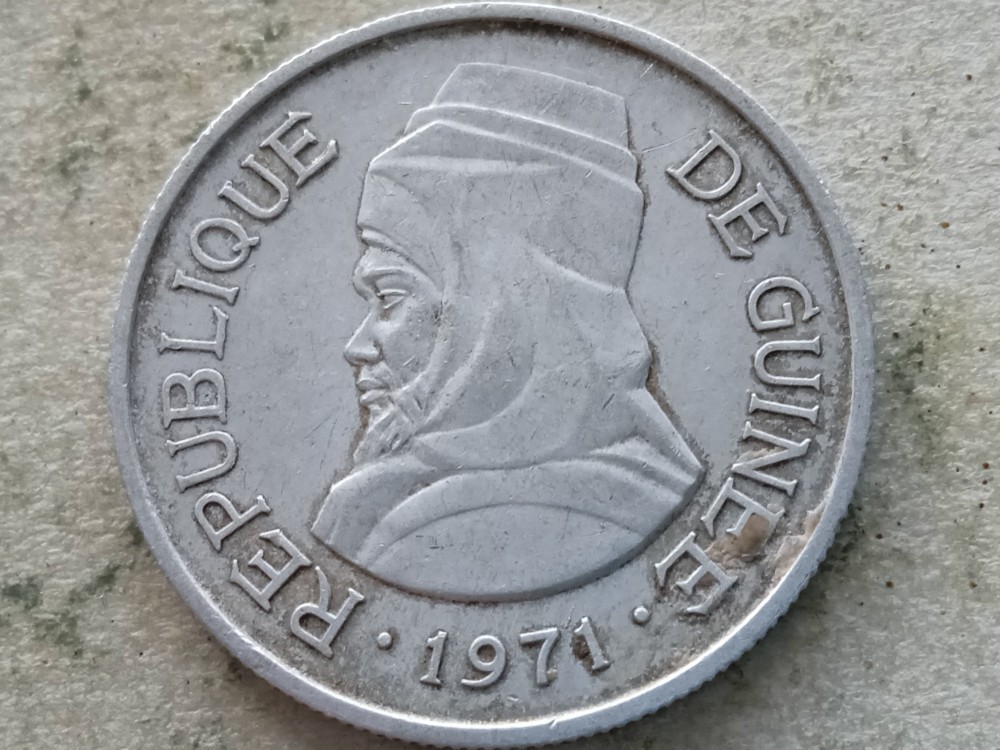 REPUBLIQUE DE GUINEE
· 1971 ·